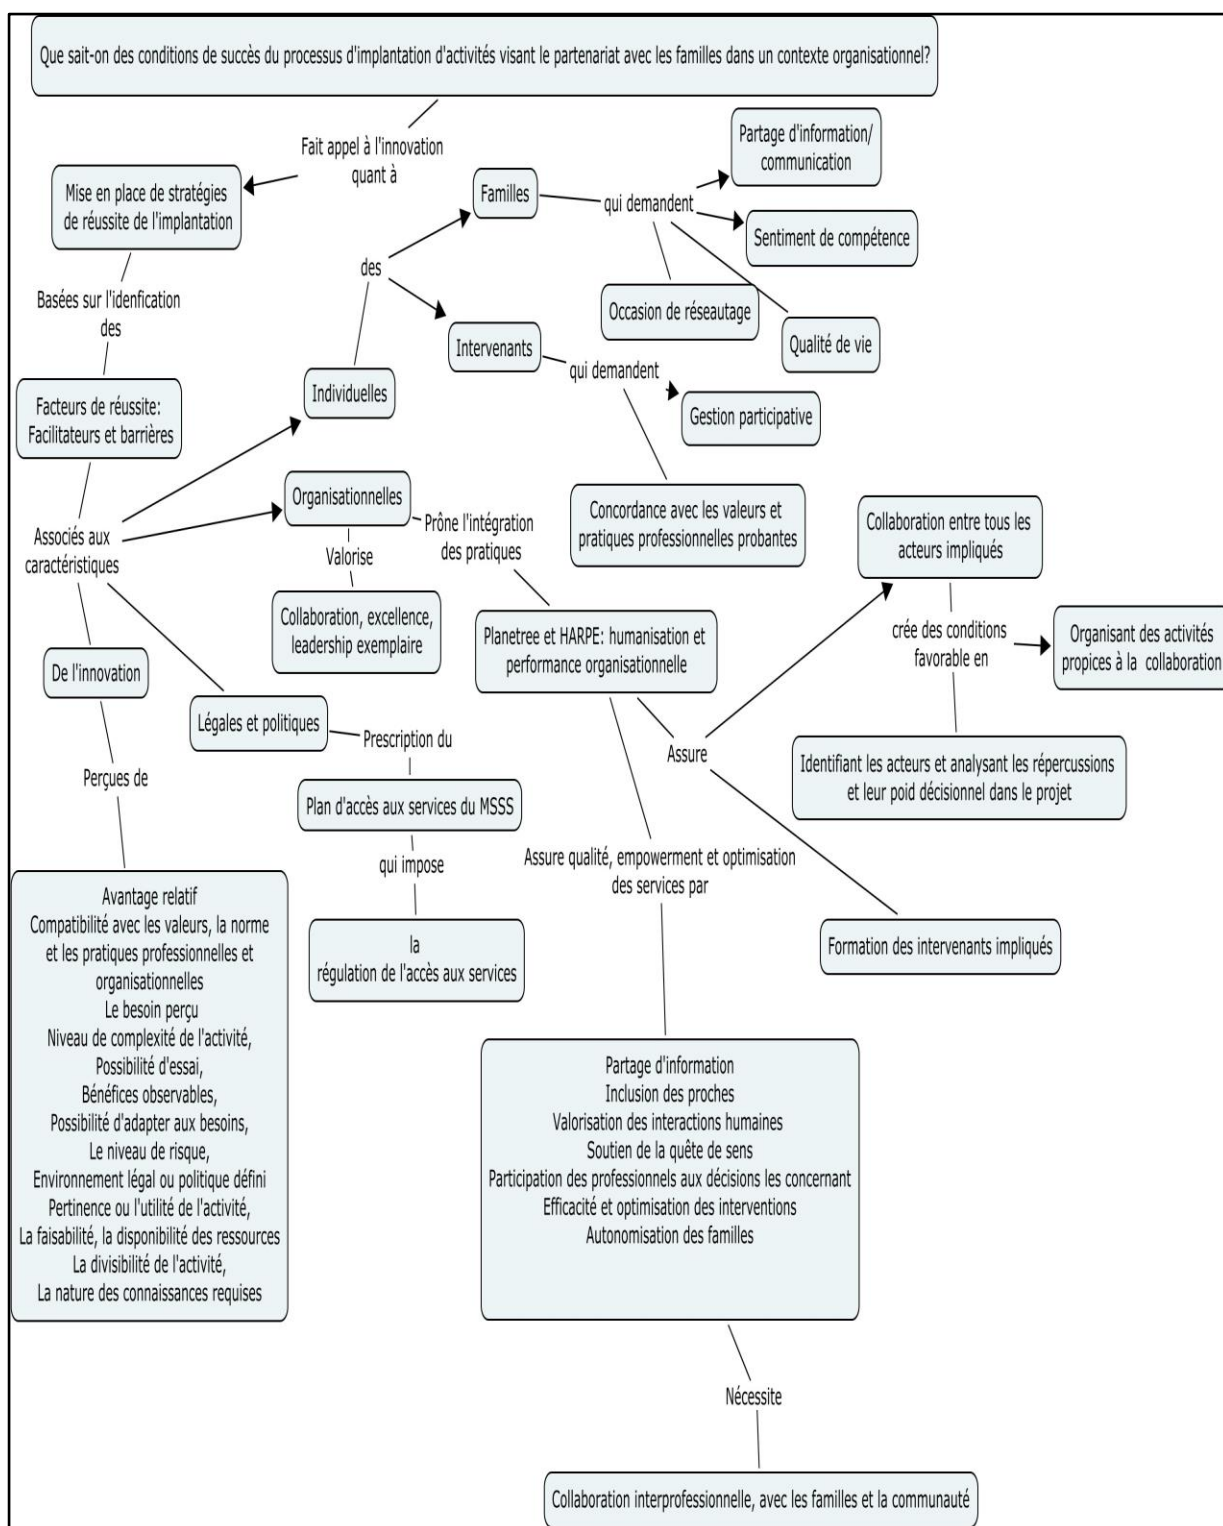 Que sait-on des conditions de succès du processus d'implantation d'activités visant le partenariat avec les familles dans un contexte organisationnel?
Fait appel à l'innovation
quant à
Mise en place de stratégies
de réussite de l'implantation
Basées sur l'idenfication
des
Facteurs de réussite:
Facilitateurs et barrières
Associés aux
caractéristiques
Individuelles
des
Familles
qui demandent
Partage d'information/
communication
Sentiment de compétence
Occasion de réseautage
Qualité de vie
Intervenants
qui demandent
Gestion participative
Concordance avec les valeurs et
pratiques professionnelles probantes
Organisationnelles
Valorise
Collaboration, excellence,
leadership exemplaire
Prône l'intégration
des pratiques
Planetree et HARPE: humanisation et
performance organisationnelle
Assure
Collaboration entre tous les
acteurs impliqués
crée des conditions
favorable en
Organisant des activités
propices à la collaboration
Identifiant les acteurs et analysant les répercussions
et leur poid décisionnel dans le projet
Formation des intervenants impliqués
Assure qualité, empowerment et optimisation
des services par
Partage d'information
Inclusion des proches
Valorisation des interactions humaines
Soutien de la quête de sens
Participation des professionnels aux décisions les concernant
Efficacité et optimisation des interventions
Autonomisation des familles
Nécessite
Collaboration interprofessionnelle, avec les familles et la communauté
Légales et politiques
Prescription du
Plan d'accès aux services du MSSS
qui impose
la
régulation de l'accès aux services
De l'innovation
Perçues de
Avantage relatif
Compatibilité avec les valeurs, la norme
et les pratiques professionnelles et
organisationnelles
Le besoin perçu
Niveau de complexité de l'activité,
Possibilité d'essai,
Bénéfices observables,
Possibilité d'adapter aux besoins,
Le niveau de risque,
Environnement légal ou politique défini
Pertinence ou l'utilité de l'activité,
La faisabilité, la disponibilité des ressources
La divisibilité de l'activité,
La nature des connaissances requises